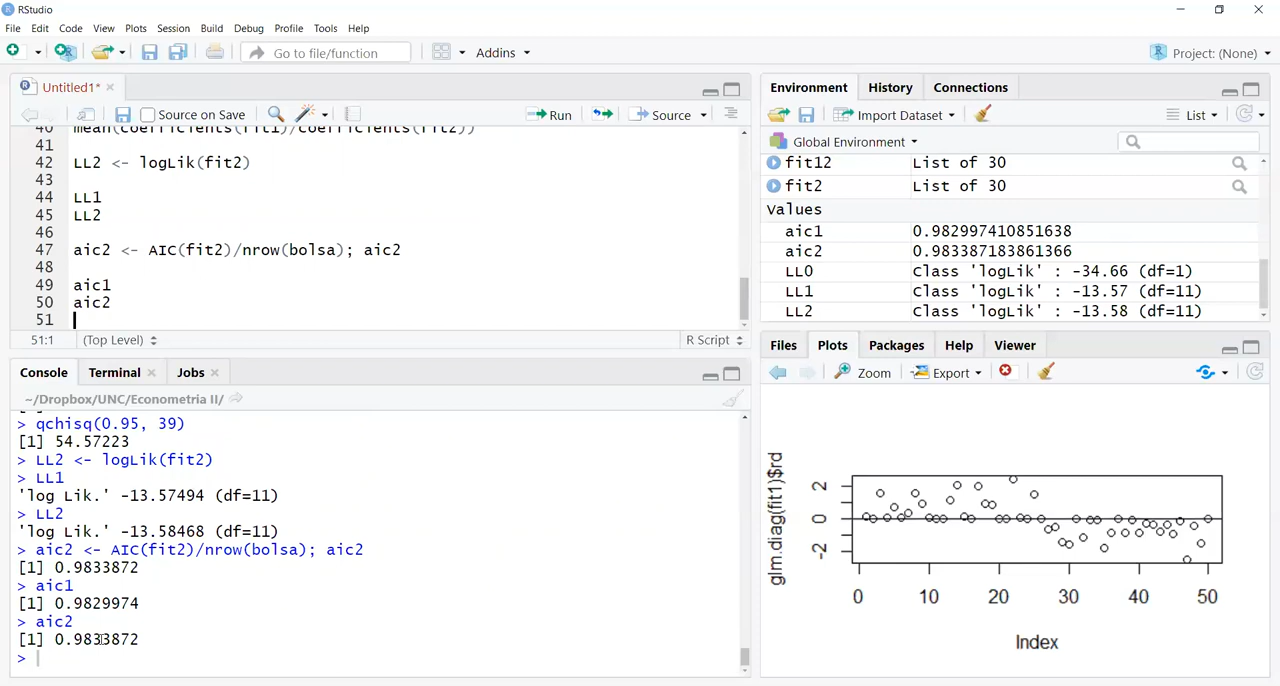 RStudio
File Edit Code View Plots Session Build Debug Profile Tools Help
Go to file/function Addins Project: (None)
Untitled1*
Source on Save Run Source
40 mean(coefficients(fit1)/coefficients(fit2))
41
42 LL2 <- logLik(fit2)
43
44 LL1
45 LL2
46
47 aic2 <- AIC(fit2)/nrow(bolsa); aic2
48
49 aic1
50 aic2
51
51:1 (Top Level) R Script
Console Terminal Jobs
~/Dropbox/UNC/Econometria II/
> qchisq(0.95, 39)
[1] 54.57223
> LL2 <- logLik(fit2)
> LL1
'log Lik.' -13.57494 (df=11)
> LL2
'log Lik.' -13.58468 (df=11)
> aic2 <- AIC(fit2)/nrow(bolsa); aic2
[1] 0.9833872
> aic1
[1] 0.9829974
> aic2
[1] 0.9833872
>
Environment History Connections
Import Dataset List
Global Environment
fit12 List of 30
fit2 List of 30
Values
aic1 0.982997410851638
aic2 0.983387183861366
LL0 Class 'logLik' : -34.66 (df=1)
LL1 Class 'logLik' : -13.57 (df=11)
LL2 Class 'logLik' : -13.58 (df=11)
Files Plots Packages Help Viewer
Zoom Export
glm.diag(fit1)$rd
2
0
-2
0 10 20 30 40 50
Index